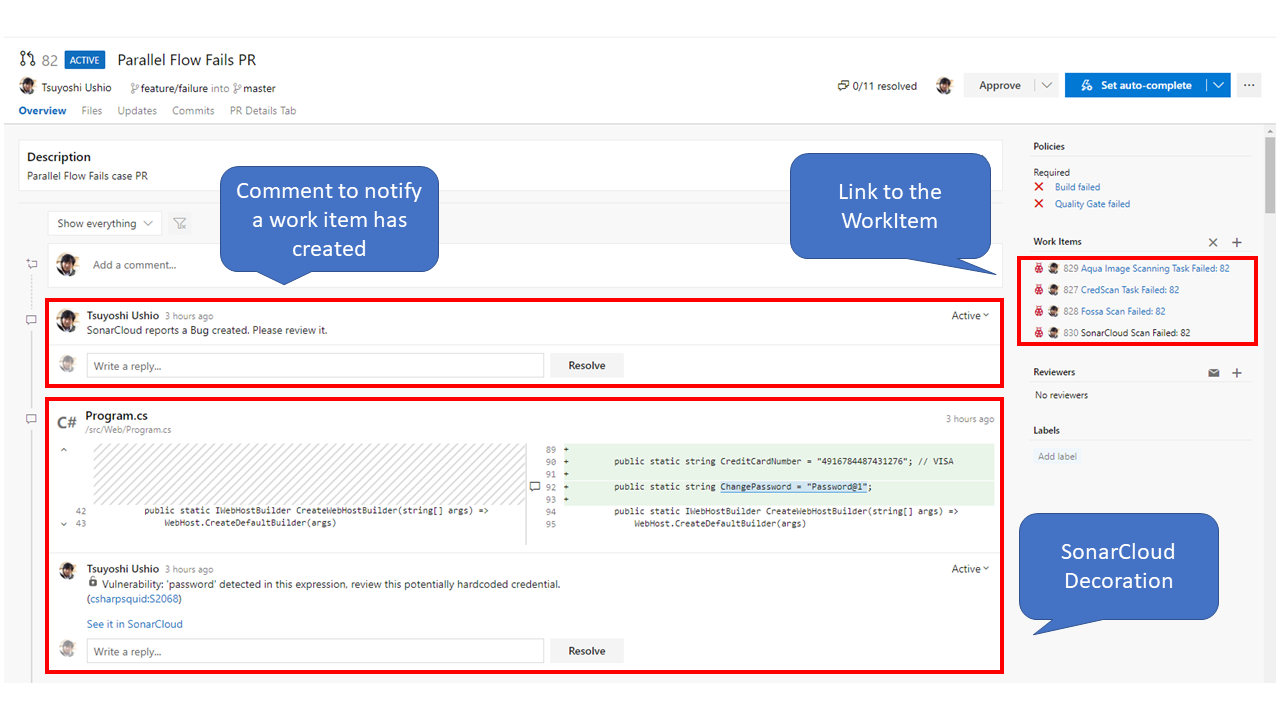 82 ACTIVE Parallel Flow Fails PR
Tsuyoshi Ushio feature/failure into master
0/11 resolved Approve Set auto-complete ...
Overview Files Updates Commits PR Details Tab
Description
Parallel Flow Fails case PR
Comment to notify
a work item has
created
Link to the
WorkItem
Show everything
Add a comment...
Tsuyoshi Ushio 3 hours ago Active
SonarCloud reports a Bug created. Please review it.
Write a reply... Resolve
C# Program.cs
/src/Web/Program.cs
3 hours ago
89 +
90 + public static string CreditCardNumber = "4916784487431276"; // VISA
91 +
92 + public static string ChangePassword = "Password@1";
93 +
42 public static IWebHostBuilder CreateWebHostBuilder(string[] args) => 94 public static IWebHostBuilder CreateWebHostBuilder(string[] args) =>
43 WebHost.CreateDefaultBuilder(args) 95 WebHost.CreateDefaultBuilder(args)
Tsuyoshi Ushio 3 hours ago Active
Vulnerability: 'password' detected in this expression, review this potentially hardcoded credential.
(csharpsquid:S2068)
See it in SonarCloud
Write a reply... Resolve
Policies
Required
Build failed
Quality Gate failed
Work Items
829 Aqua Image Scanning Task Failed: 82
827 CredScan Task Failed: 82
828 Fossa Scan Failed: 82
830 SonarCloud Scan Failed: 82
Reviewers
No reviewers
Labels
Add label
SonarCloud
Decoration